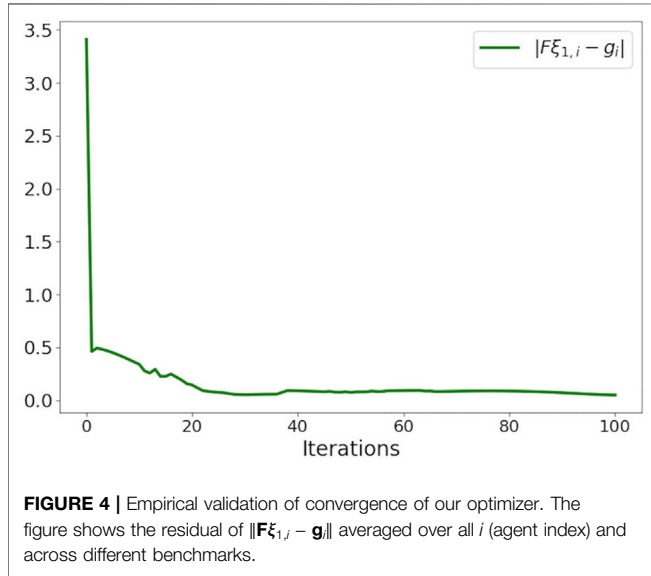 3.5
|Fξ1,i − gi|
3.0
2.5
2.0
1.5
1.0
0.5
0.0
0 20 40 60 80 100
Iterations
FIGURE 4 | Empirical validation of convergence of our optimizer. The
figure shows the residual of ‖Fξ1,i − gi‖ averaged over all i (agent index) and
across different benchmarks.